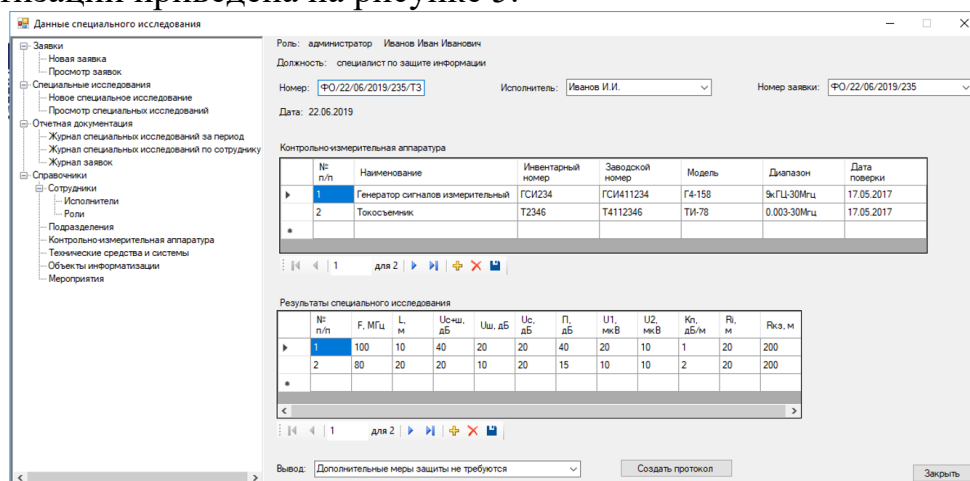 тизации приведена на рисунке 3.
Данные специального исследования
Заявки
Новая заявка
Просмотр заявок
Специальные исследования
Новое специальное исследование
Просмотр специальных исследований
Отчетная документация
Журнал специальных исследований за период
Журнал специальных исследований по сотруднику
Журнал заявок
Справочники
Сотрудники
Исполнители
Роли
Подразделения
Контрольно-измерительная аппаратура
Технические средства и системы
Объекты информатизации
Мероприятия
Роль: администратор Иванов Иван Иванович
Должность: специалист по защите информации
Номер: ФО/22/06/2019/235/ТЗ Исполнитель: Иванов И.И. Номер заявки: ФО/22/06/2019/235
Дата: 22.06.2019
Контрольно-измерительная аппаратура
№ п/п Наименование Инвентарный номер Заводской номер Модель Диапазон Дата поверки
1 Генератор сигналов измерительный ГСИ234 ГСИ411234 Г4-158 9кГЦ-30Мгц 17.05.2017
2 Токосъемник Т2346 Т4112346 ТИ-78 0.003-30Мгц 17.05.2017
1 для 2
Результаты специального исследования
№ п/п F, МГц L, м Uс+ш, дБ Uш, дБ Uс, дБ П, дБ U1, мкВ U2, мкВ Кп, дБ/м Ri, м Rкз, м
1 100 10 40 20 20 40 20 10 1 20 200
2 80 20 20 10 20 15 10 10 2 20 200
1 для 2
Вывод: Дополнительные меры защиты не требуются Создать протокол
Закрыть